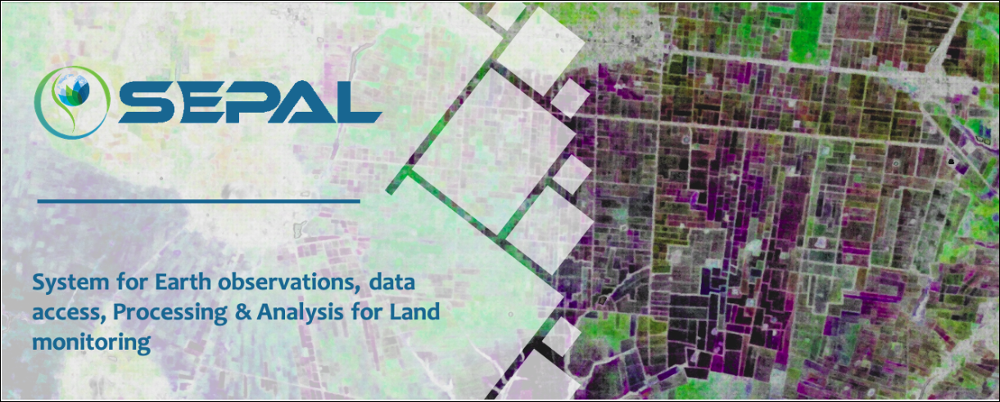 SEPAL
System for Earth observations, data
access, Processing & Analysis for Land
monitoring